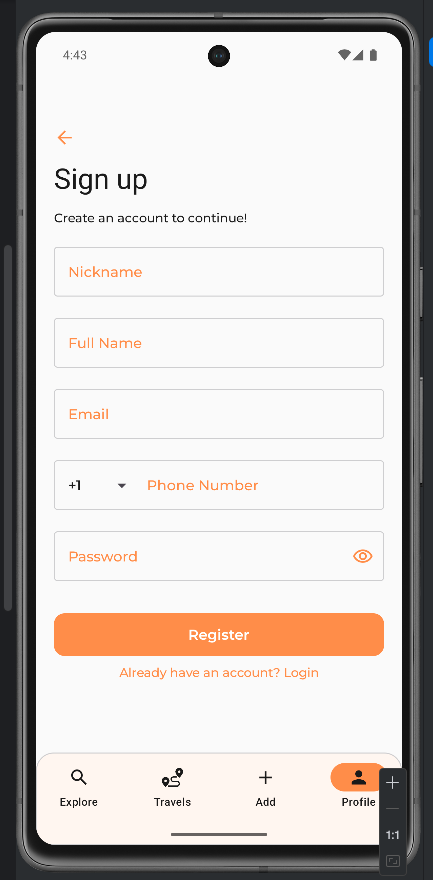 4:43
Sign up
Create an account to continue!
Nickname
Full Name
Email
+1 Phone Number
Password
Register
Already have an account? Login
Explore Travels Add Profile
1:1